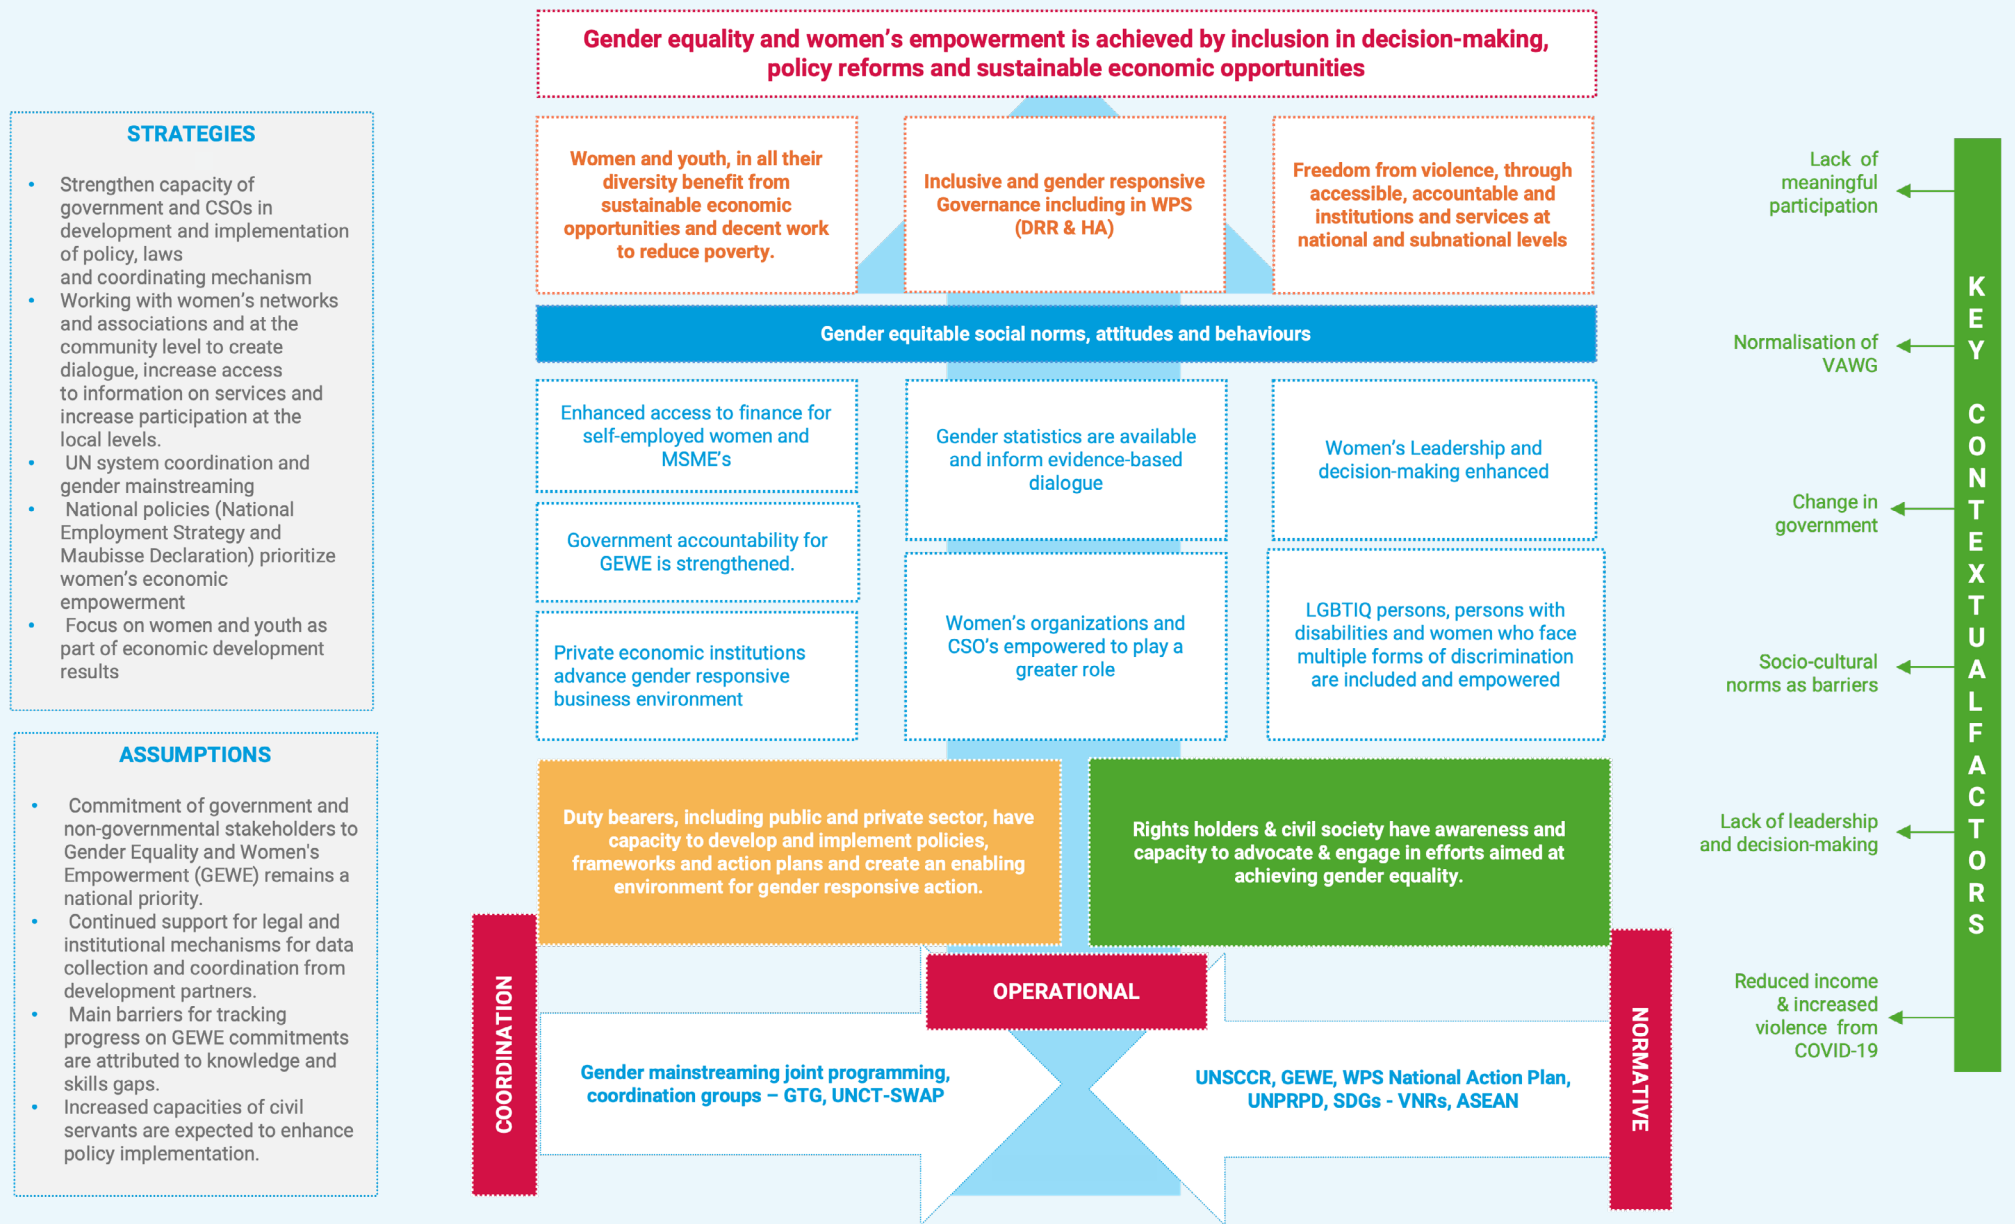 Gender equality and women’s empowerment is achieved by inclusion in decision-making,
policy reforms and sustainable economic opportunities
STRATEGIES
• Strengthen capacity of
government and CSOs in
development and implementation
of policy, laws
and coordinating mechanism
• Working with women’s networks
and associations and at the
community level to create
dialogue, increase access
to information on services and
increase participation at the
local levels.
• UN system coordination and
gender mainstreaming
• National policies (National
Employment Strategy and
Maubisse Declaration) prioritize
women’s economic
empowerment
• Focus on women and youth as
part of economic development
results
ASSUMPTIONS
• Commitment of government and
non-governmental stakeholders to
Gender Equality and Women's
Empowerment (GEWE) remains a
national priority.
• Continued support for legal and
institutional mechanisms for data
collection and coordination from
development partners.
• Main barriers for tracking
progress on GEWE commitments
are attributed to knowledge and
skills gaps.
• Increased capacities of civil
servants are expected to enhance
policy implementation.
Women and youth, in all their
diversity benefit from
sustainable economic
opportunities and decent work
to reduce poverty.
Inclusive and gender responsive
Governance including in WPS
(DRR & HA)
Freedom from violence, through
accessible, accountable and
institutions and services at
national and subnational levels
Gender equitable social norms, attitudes and behaviours
Enhanced access to finance for
self-employed women and
MSME’s
Government accountability for
GEWE is strengthened.
Private economic institutions
advance gender responsive
business environment
Gender statistics are available
and inform evidence-based
dialogue
Women’s organizations and
CSO’s empowered to play a
greater role
Women’s Leadership and
decision-making enhanced
LGBTIQ persons, persons with
disabilities and women who face
multiple forms of discrimination
are included and empowered
Duty bearers, including public and private sector, have
capacity to develop and implement policies,
frameworks and action plans and create an enabling
environment for gender responsive action.
Rights holders & civil society have awareness and
capacity to advocate & engage in efforts aimed at
achieving gender equality.
COORDINATION
OPERATIONAL
NORMATIVE
Gender mainstreaming joint programming,
coordination groups – GTG, UNCT-SWAP
UNSCCR, GEWE, WPS National Action Plan,
UNPRPD, SDGs - VNRs, ASEAN
Lack of
meaningful
participation
Normalisation of
VAWG
Change in
government
Socio-cultural
norms as barriers
Lack of leadership
and decision-making
Reduced income
& increased
violence from
COVID-19
KEY CONTEXTUAL FACTORS